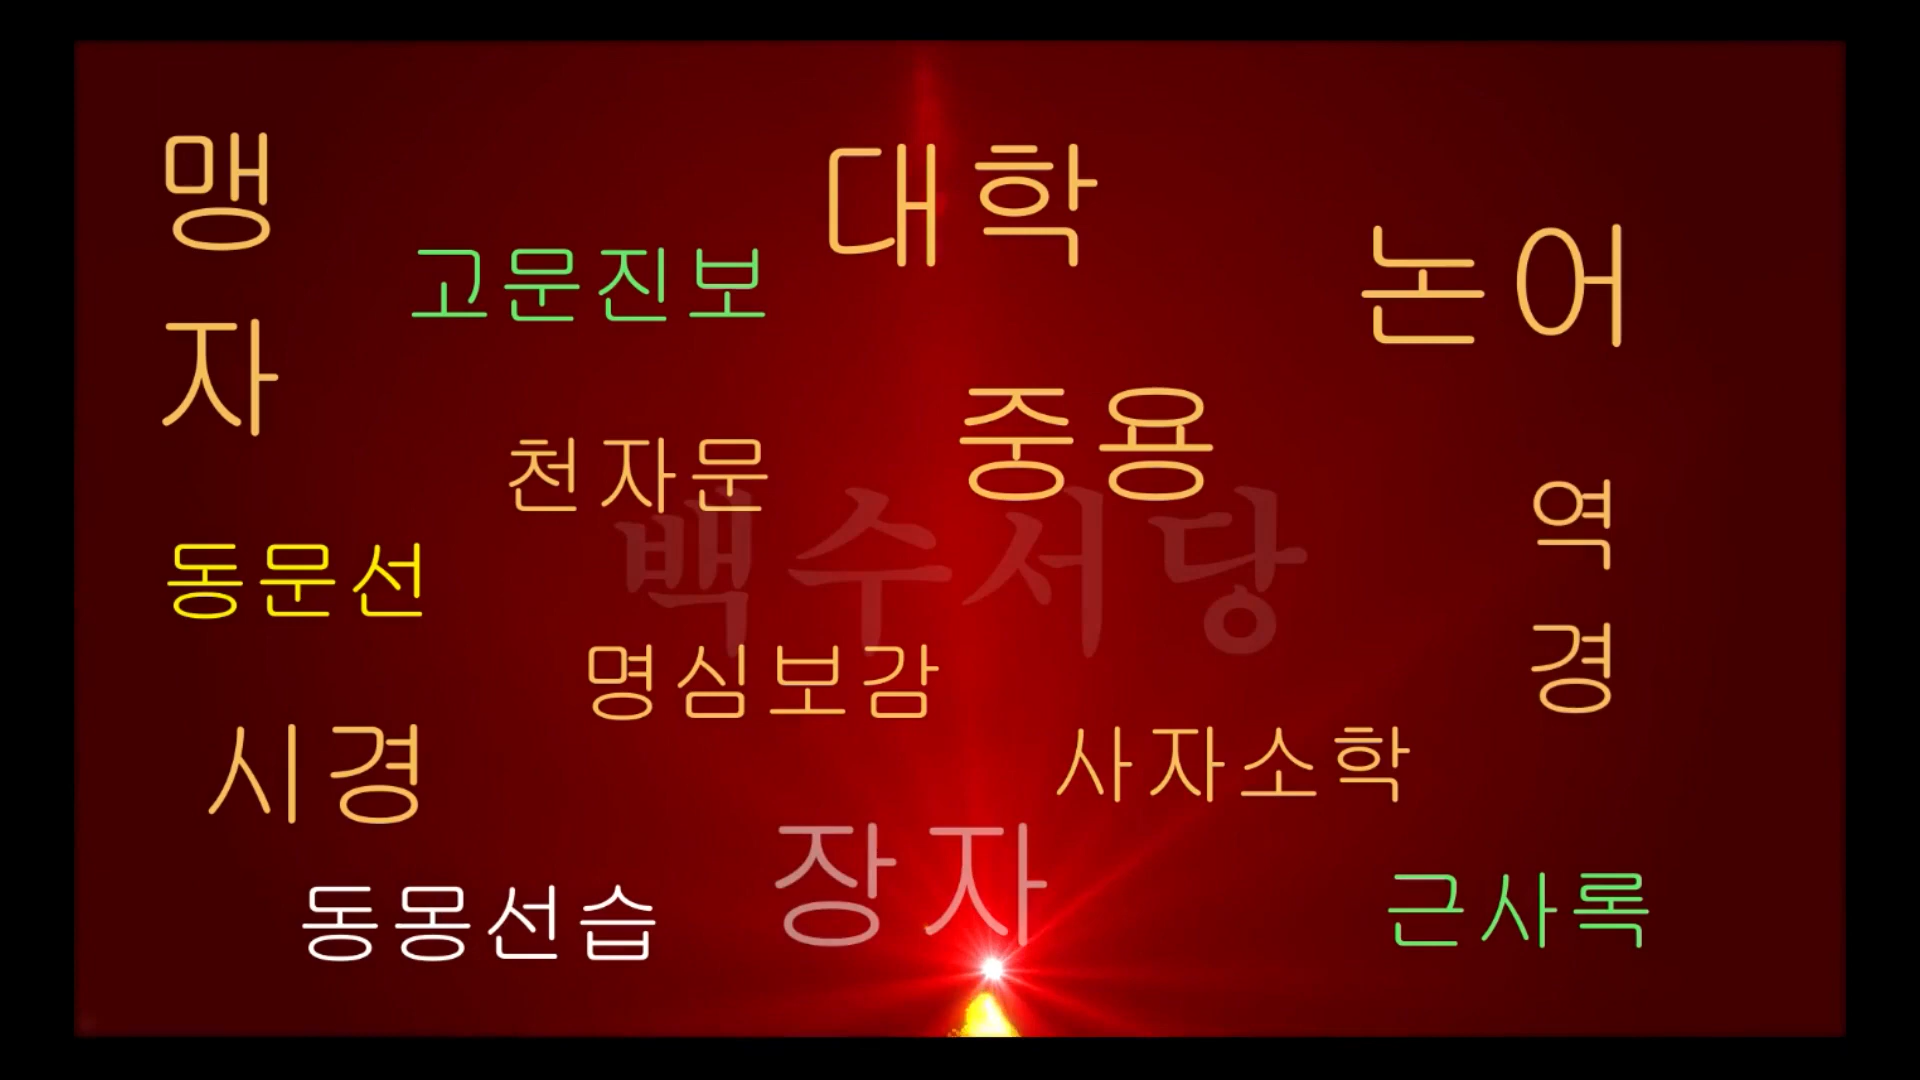 맹자
대학
고문진보
논어
중용
천자문
역경
백수서당
동문선
명심보감
시경
사자소학
장자
동몽선습
근사록